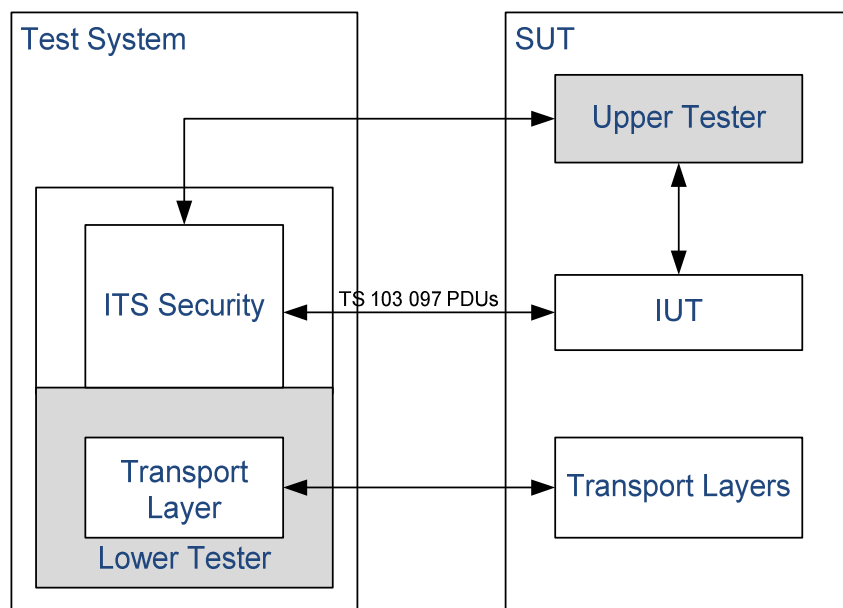 Test System
SUT
Upper Tester
ITS Security
TS 103 097 PDUs
IUT
Transport
Layer
Transport Layers
Lower Tester